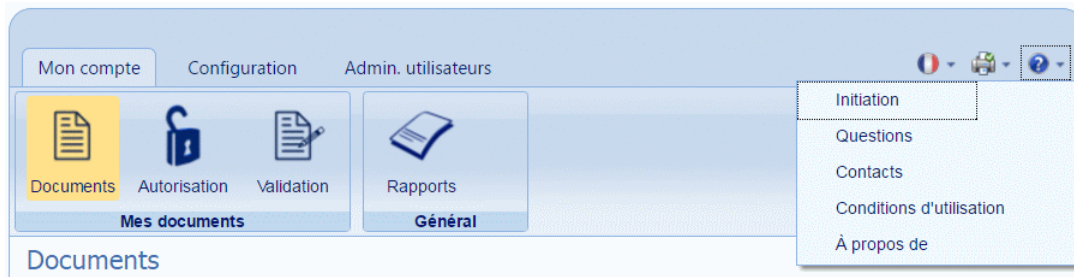 Mon compte Configuration Admin. utilisateurs
Documents Autorisation Validation Rapports
Mes documents Général
Documents
Initiation
Questions
Contacts
Conditions d'utilisation
À propos de